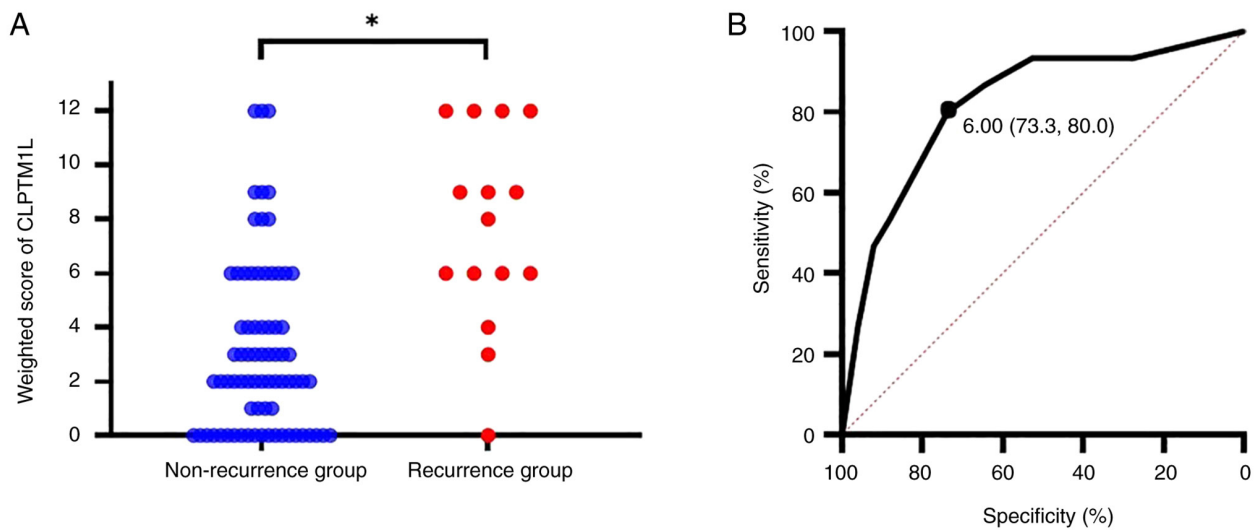 A
*
Weighted score of CLPTM1L
12
10
8
6
4
2
0
Non-recurrence group
Recurrence group
B
Sensitivity (%)
100
80
60
40
20
0
6.00 (73.3, 80.0)
100
80
60
40
20
0
Specificity (%)